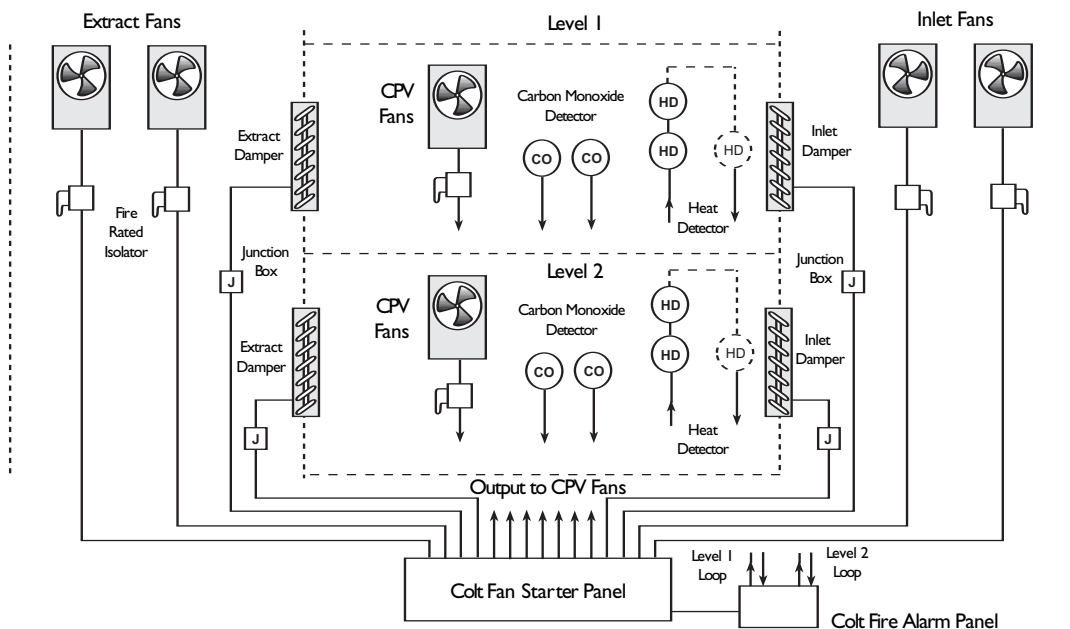 Extract Fans
Level 1
Inlet Fans
CPV
Fans
Carbon Monoxide
Detector
HD
HD
HD
CO
CO
Extract
Damper
Inlet
Damper
Fire
Rated
Isolator
Heat
Detector
Junction
Box
J
Junction
Box
J
Level 2
CPV
Fans
Carbon Monoxide
Detector
HD
HD
HD
CO
CO
Extract
Damper
Inlet
Damper
Heat
Detector
J
J
Output to CPV Fans
Colt Fan Starter Panel
Level 1
Loop
Level 2
Loop
Colt Fire Alarm Panel